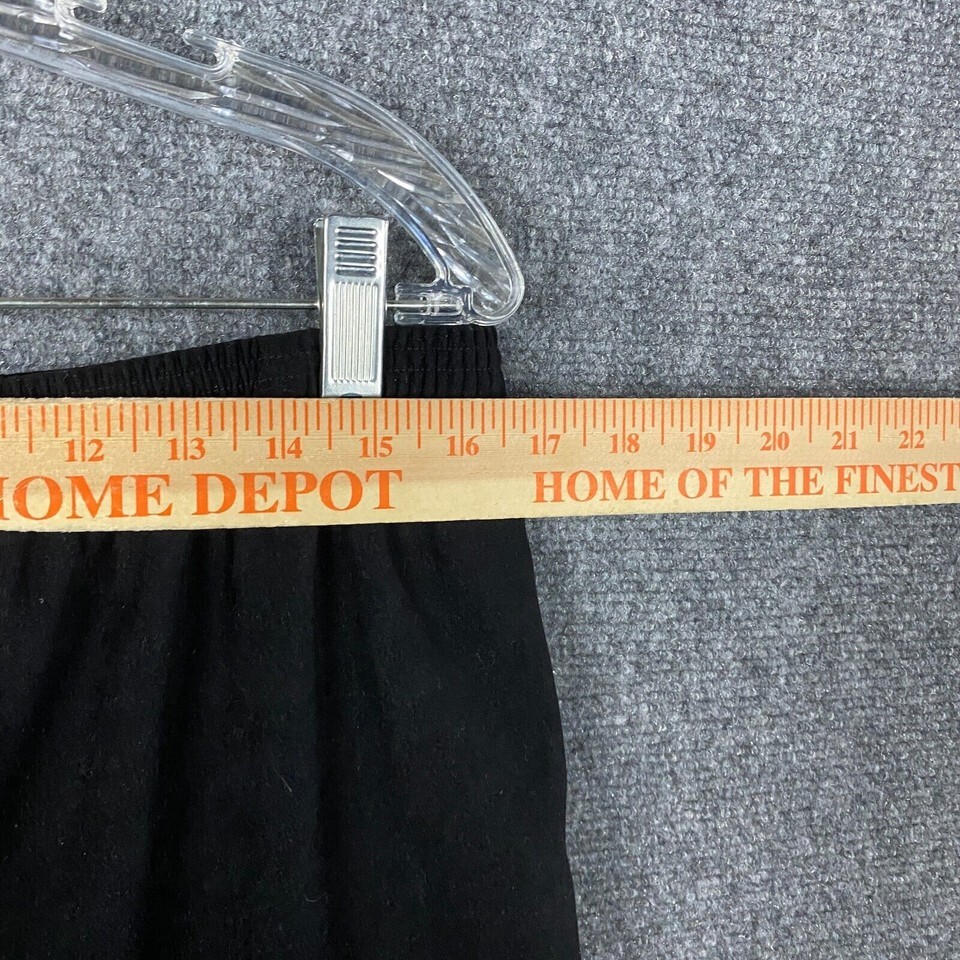 12 13 14 15 16 17 18 19 20 21 22
HOME DEPOT HOME OF THE FINEST